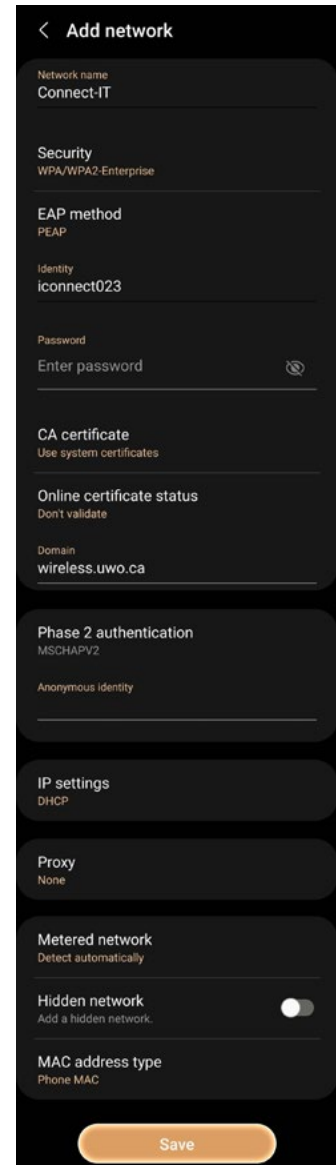 Add network
Network name
Connect-IT
Security
WPA/WPA2-Enterprise
EAP method
PEAP
Identity
iconnect023
Password
Enter password
CA certificate
Use system certificates
Online certificate status
Don't validate
Domain
wireless.uwo.ca
Phase 2 authentication
MSCHAPV2
Anonymous identity
IP settings
DHCP
Proxy
None
Metered network
Detect automatically
Hidden network
Add a hidden network.
MAC address type
Phone MAC
Save